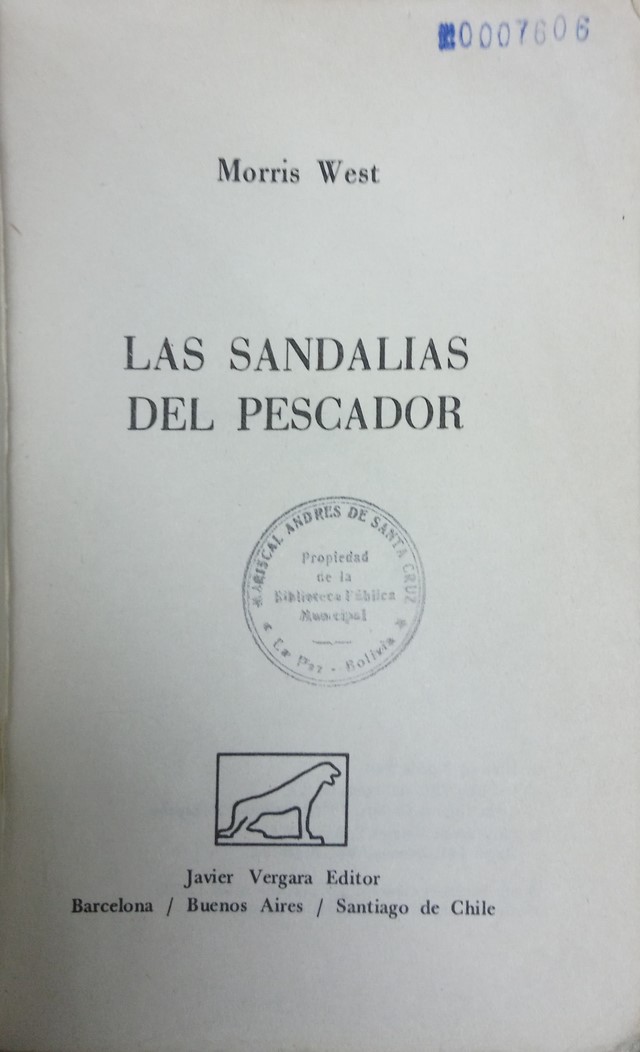 0007606
Morris West
LAS SANDALIAS
DEL PESCADOR
MARISCAL ANDRES DE SANTA CRUZ
Propiedad
de la
Biblioteca Pública
Municipal
La Paz - Bolivia
Javier Vergara Editor
Barcelona / Buenos Aires / Santiago de Chile